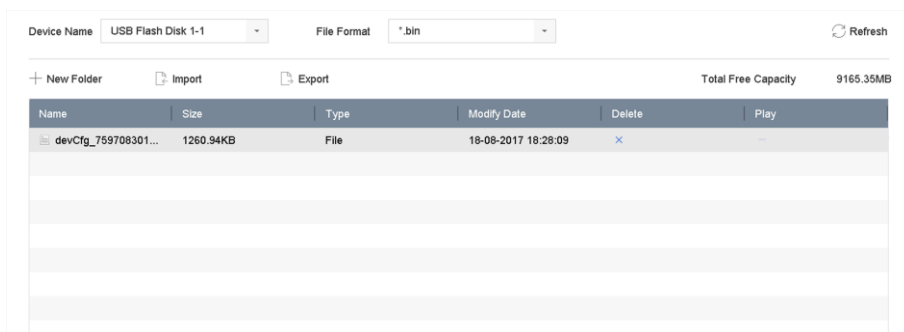 Device Name USB Flash Disk 1-1 File Format *.bin Refresh
New Folder Import Export Total Free Capacity 9165.35MB
Name Size Type Modify Date Delete Play
devCfg_759708301... 1260.94KB File 18-08-2017 18:28:09